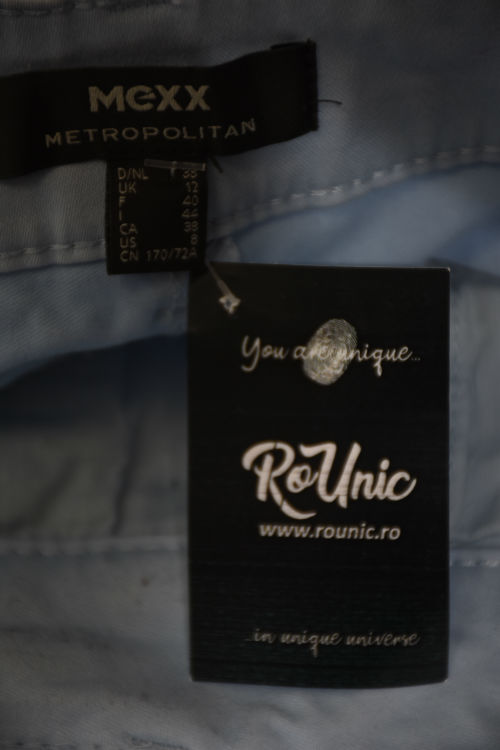 MEXX
METROPOLITAN
D/NL 38
UK 12
F 40
I 44
CA 38
US 8
CN 170/72A
You are unique...
RoUnic
www.rounic.ro
...in unique universe